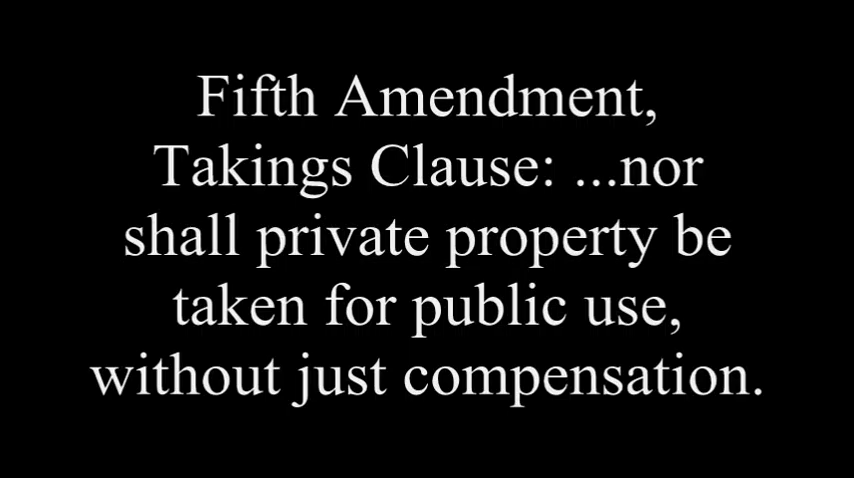 Fifth Amendment,
Takings Clause: ...nor
shall private property be
taken for public use,
without just compensation.